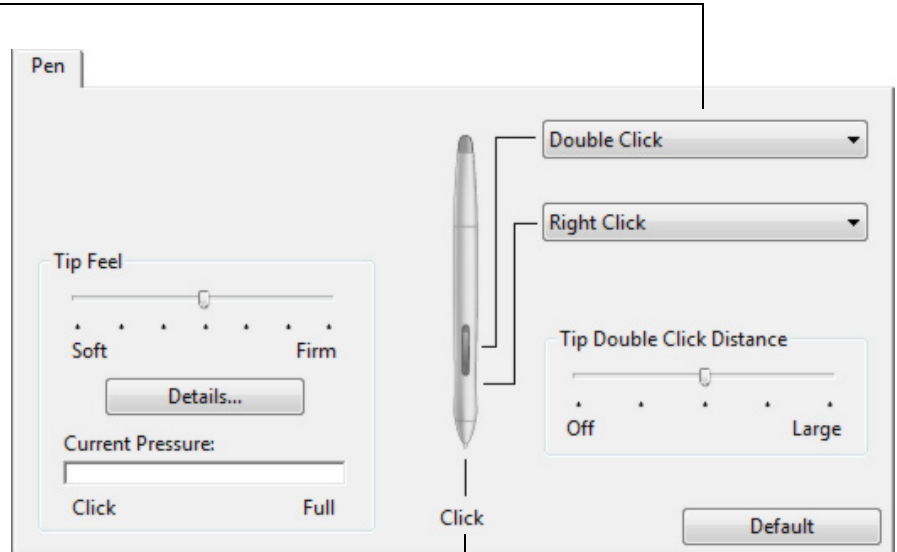 Pen
Double Click
Right Click
Tip Feel
Soft Firm
Details...
Current Pressure:
Click Full
Tip Double Click Distance
Off Large
Click
Default